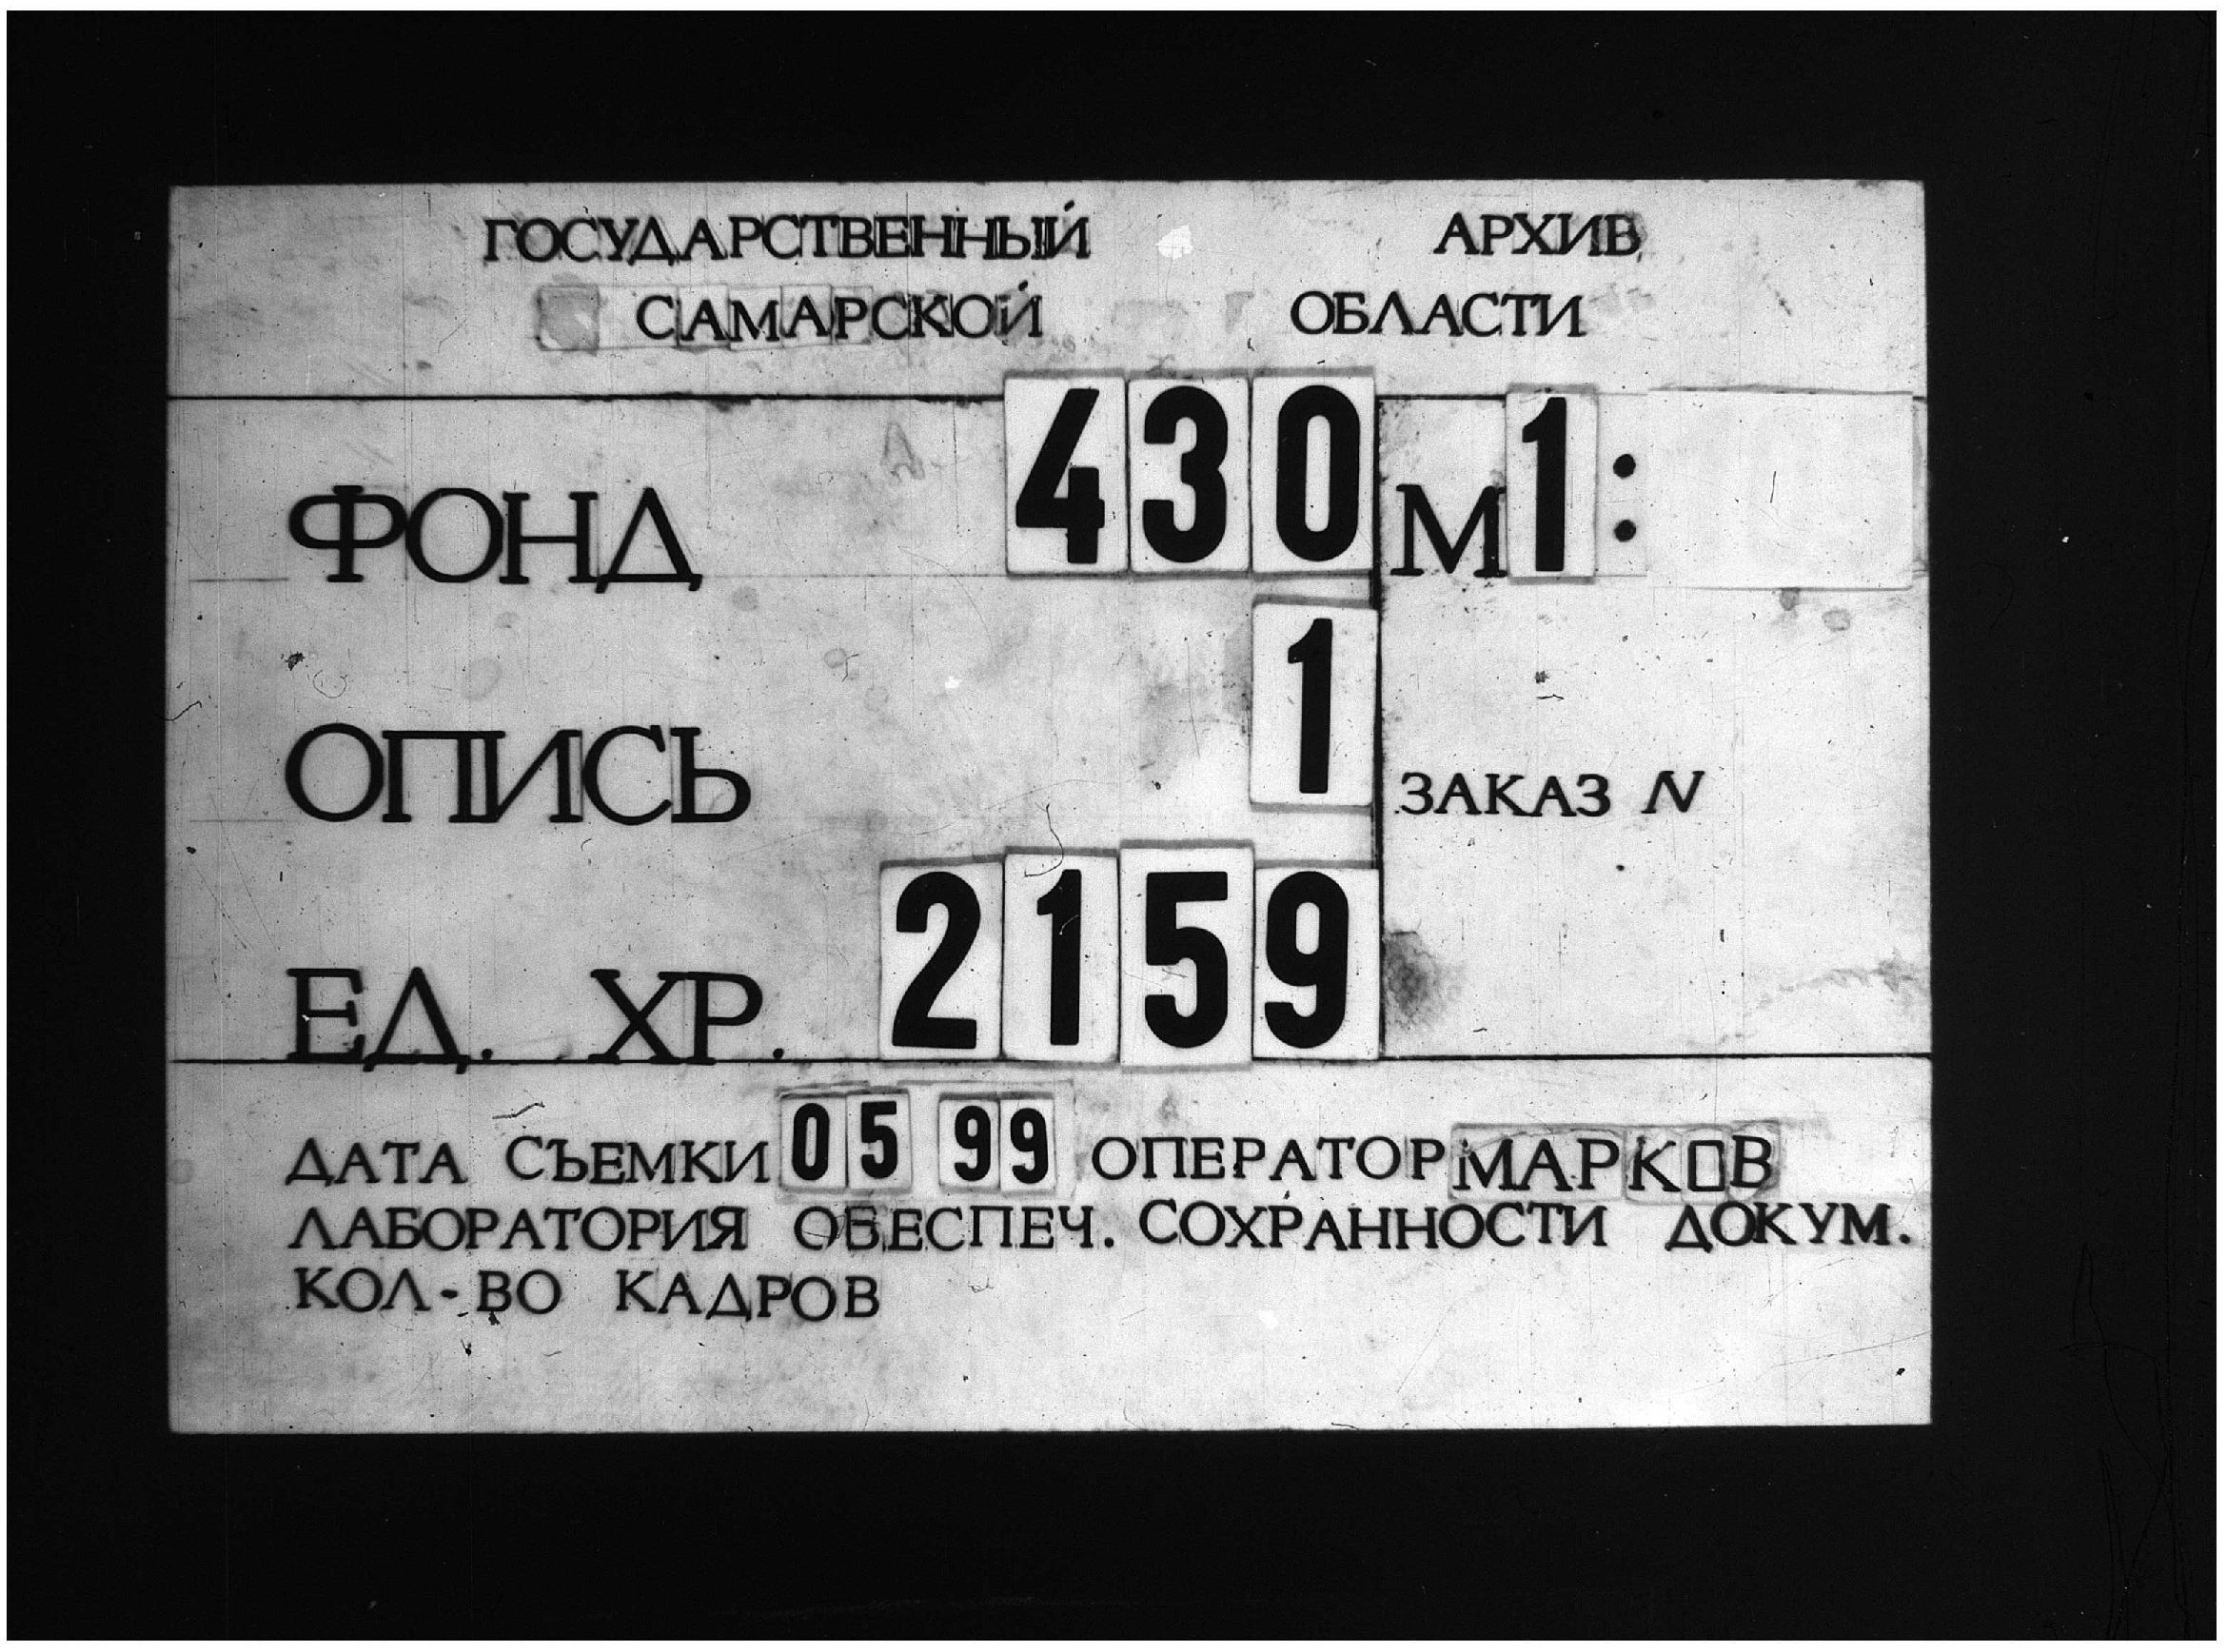 ГОСУДАРСТВЕННЫЙ АРХИВ
САМАРСКОЙ ОБЛАСТИ
ФОНД 430 М 1:
ОПИСЬ 1
ЗАКАЗ N
ЕД. ХР. 2159
ДАТА СЪЕМКИ 05 99 ОПЕРАТОР МАРКОВ
ЛАБОРАТОРИЯ ОБЕСПЕЧ. СОХРАННОСТИ ДОКУМ.
КОЛ-ВО КАДРОВ